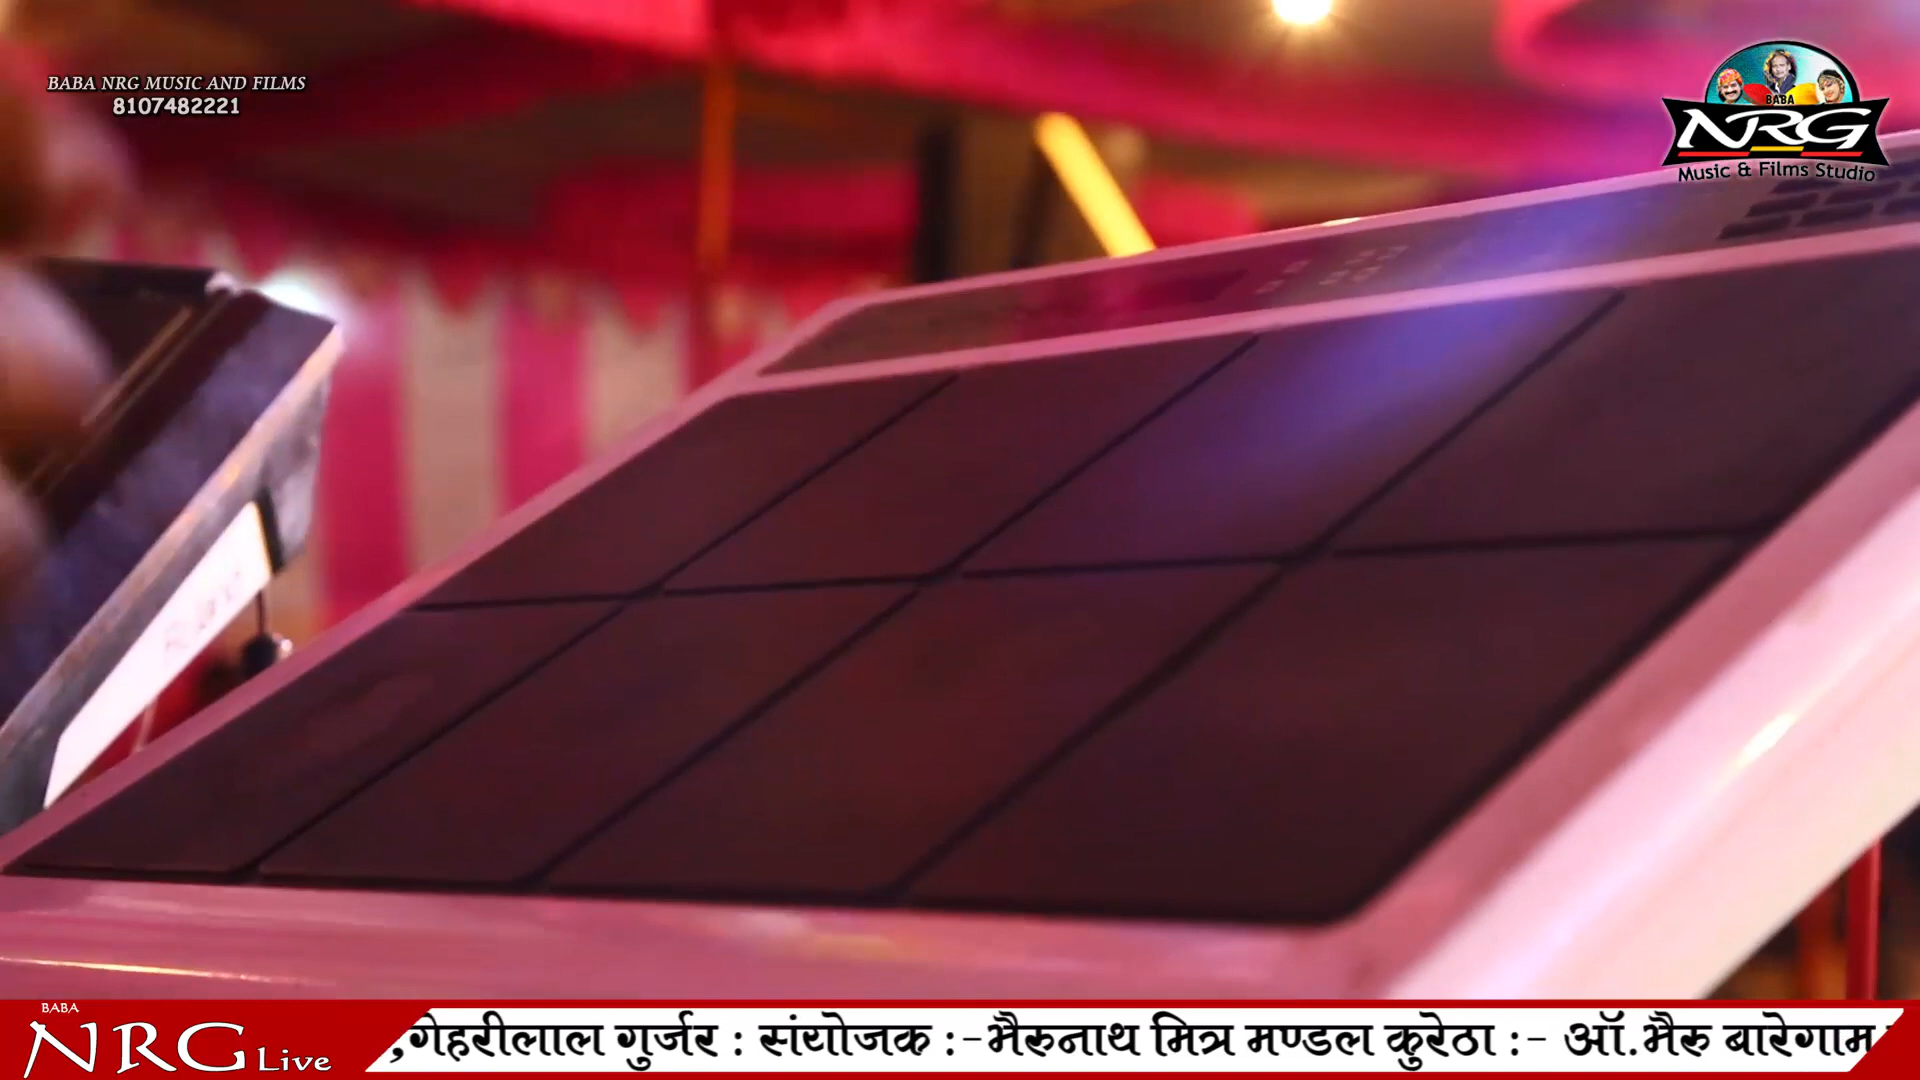 BABA NRG MUSIC AND FILMS
8107482221
BABA
NRG
Music & Films Studio
BABA
NRG Live
,गेहरीलाल गुर्जर : संयोजक :-भैरुनाथ मित्र मण्डल कुरेठा :- ऑ.भैरु बारेगाम